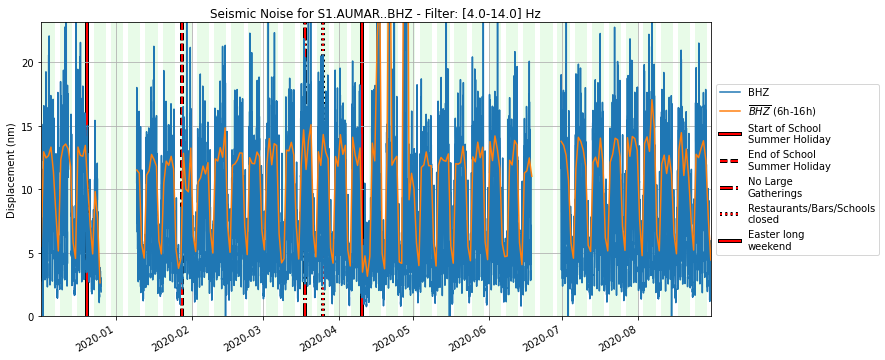 Seismic Noise for S1.AUMAR..BHZ - Filter: [4.0-14.0] Hz
Displacement (nm)
20
15
10
5
0
2020-01
2020-02
2020-03
2020-04
2020-05
2020-06
2020-07
2020-08
BHZ
BHZ (6h-16h)
Start of School
Summer Holiday
End of School
Summer Holiday
No Large
Gatherings
Restaurants/Bars/Schools
closed
Easter long
weekend